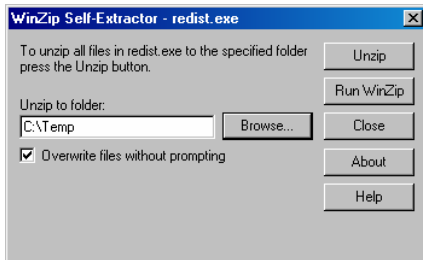 WinZip Self-Extractor - redist.exe
To unzip all files in redist.exe to the specified folder
press the Unzip button.
Unzip to folder:
C:\Temp
Browse...
Overwrite files without prompting
Unzip
Run WinZip
Close
About
Help